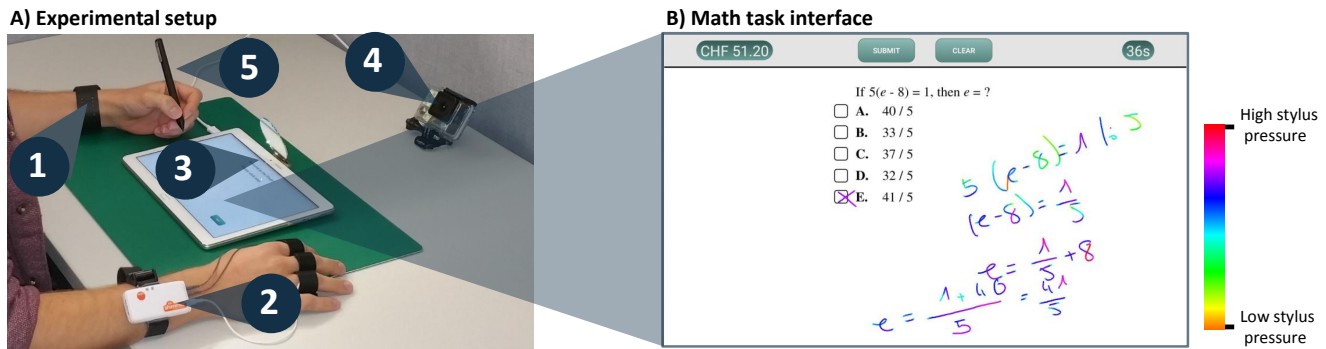 A) Experimental setup
1
2
3
4
5
B) Math task interface
CHF 51.20
SUBMIT
CLEAR
36s
If 5(e - 8) = 1, then e = ?
A. 40 / 5
B. 33 / 5
C. 37 / 5
D. 32 / 5
E. 41 / 5
5 (e-8)=1 |: 5
(e-8)=1/5
e = 1/5 +8
e = 1+40/5 = 41/5
High stylus
pressure
Low stylus
pressure